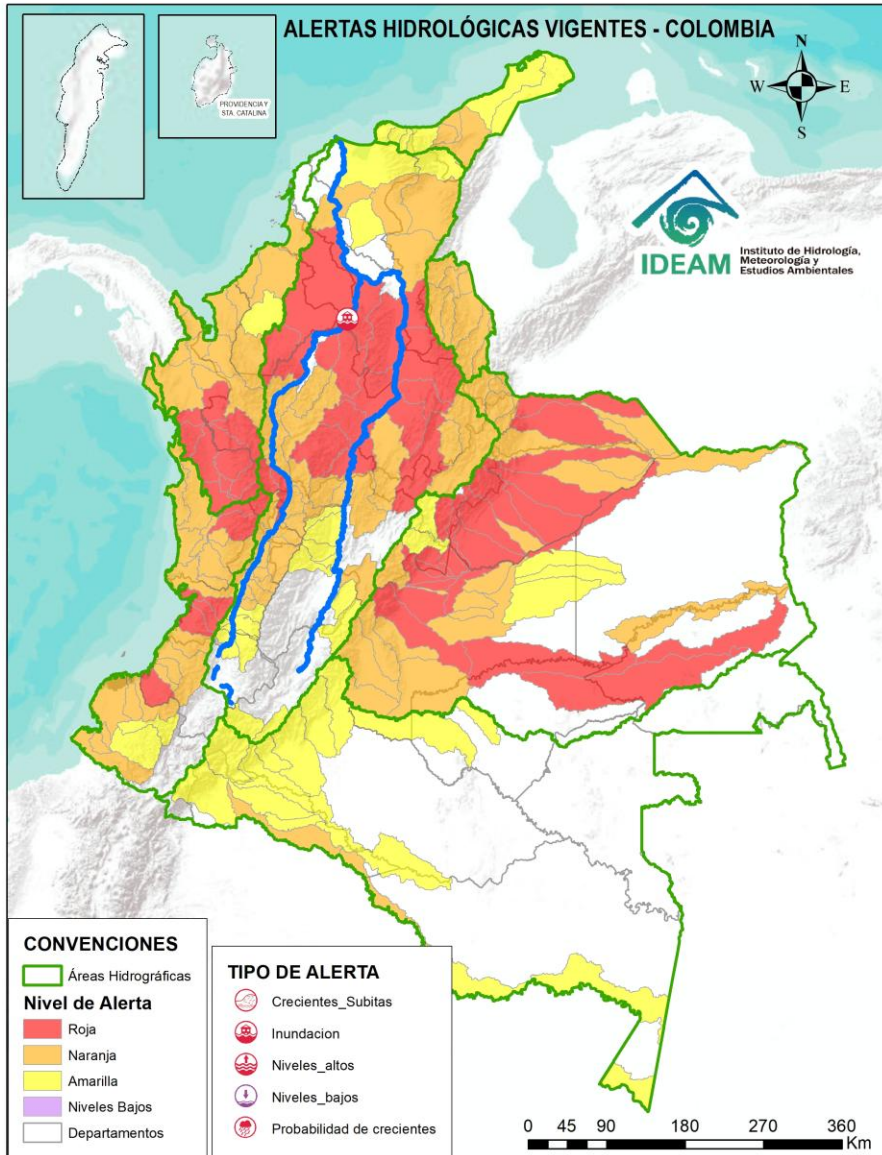 ALERTAS HIDROLÓGICAS VIGENTES - COLOMBIA
PROVIDENCIA Y
STA. CATALINA
N
W
E
S
IDEAM
Instituto de Hidrología,
Meteorología y
Estudios Ambientales
CONVENCIONES
Áreas Hidrográficas
Nivel de Alerta
Roja
Naranja
Amarilla
Niveles Bajos
Departamentos
TIPO DE ALERTA
Crecientes_Subitas
Inundacion
Niveles_altos
Niveles_bajos
Probabilidad de crecientes
0 45 90 180 270 360
Km